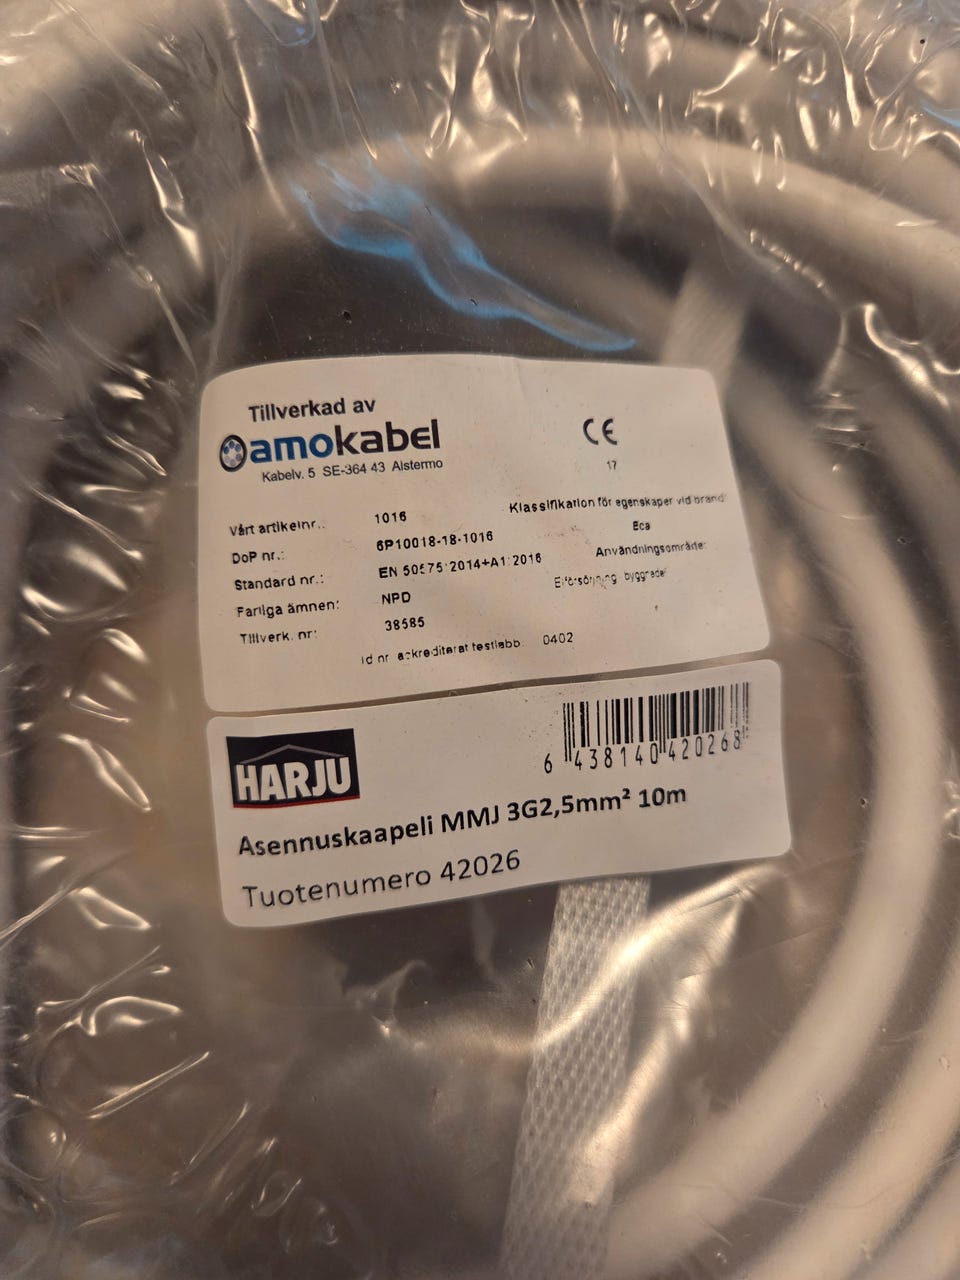 Tillverkad av
amokabel
Kabelv. 5 SE-364 43 Alstermo
CE
17
Vårt artikelnr.: 1016
DoP nr.: 6P10018-18-1016
Standard nr.: EN 50575:2014+A1:2016
Farliga ämnen: NPD
Tillverk. nr: 38585
Klassifikation för egenskaper vid brand:
Eca
Användningsområde:
Elförsörjning byggnader
Id nr ackrediterat testlabb: 0402
HARJU
6 438140 420268
Asennuskaapeli MMJ 3G2,5mm² 10m
Tuotenumero 42026